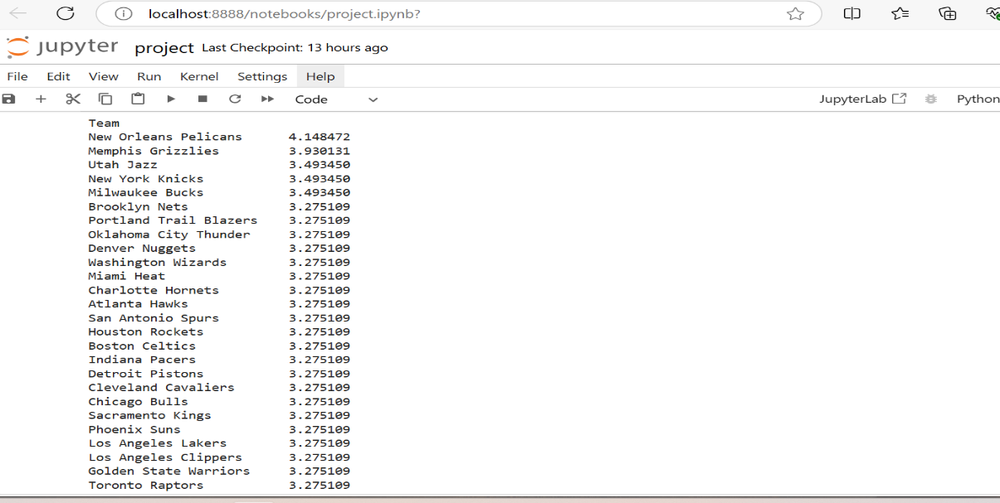 localhost:8888/notebooks/project.ipynb?
jupyter project Last Checkpoint: 13 hours ago
File Edit View Run Kernel Settings Help
Code JupyterLab Python
Team
New Orleans Pelicans 4.148472
Memphis Grizzlies 3.930131
Utah Jazz 3.493450
New York Knicks 3.493450
Milwaukee Bucks 3.493450
Brooklyn Nets 3.275109
Portland Trail Blazers 3.275109
Oklahoma City Thunder 3.275109
Denver Nuggets 3.275109
Washington Wizards 3.275109
Miami Heat 3.275109
Charlotte Hornets 3.275109
Atlanta Hawks 3.275109
San Antonio Spurs 3.275109
Houston Rockets 3.275109
Boston Celtics 3.275109
Indiana Pacers 3.275109
Detroit Pistons 3.275109
Cleveland Cavaliers 3.275109
Chicago Bulls 3.275109
Sacramento Kings 3.275109
Phoenix Suns 3.275109
Los Angeles Lakers 3.275109
Los Angeles Clippers 3.275109
Golden State Warriors 3.275109
Toronto Raptors 3.275109